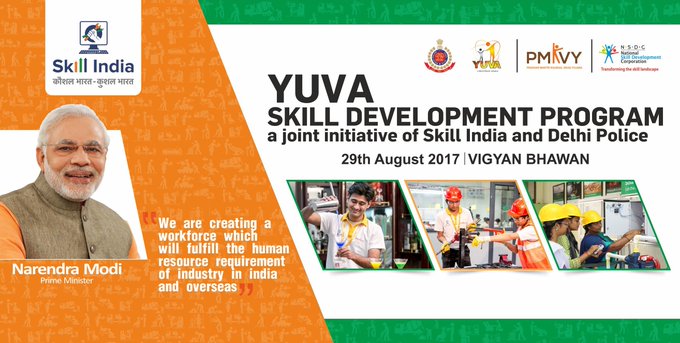 Skill India
कौशल भारत-कुशल भारत
Narendra Modi
Prime Minister
"We are creating a
workforce which
will fulfill the human
resource requirement
of industry in india
and overseas"
YUVA
PMKVY
N·S·D·C
National
Skill Development
Corporation
Transforming the skill landscape
YUVA
SKILL DEVELOPMENT PROGRAM
a joint initiative of Skill India and Delhi Police
29th August 2017 | VIGYAN BHAWAN